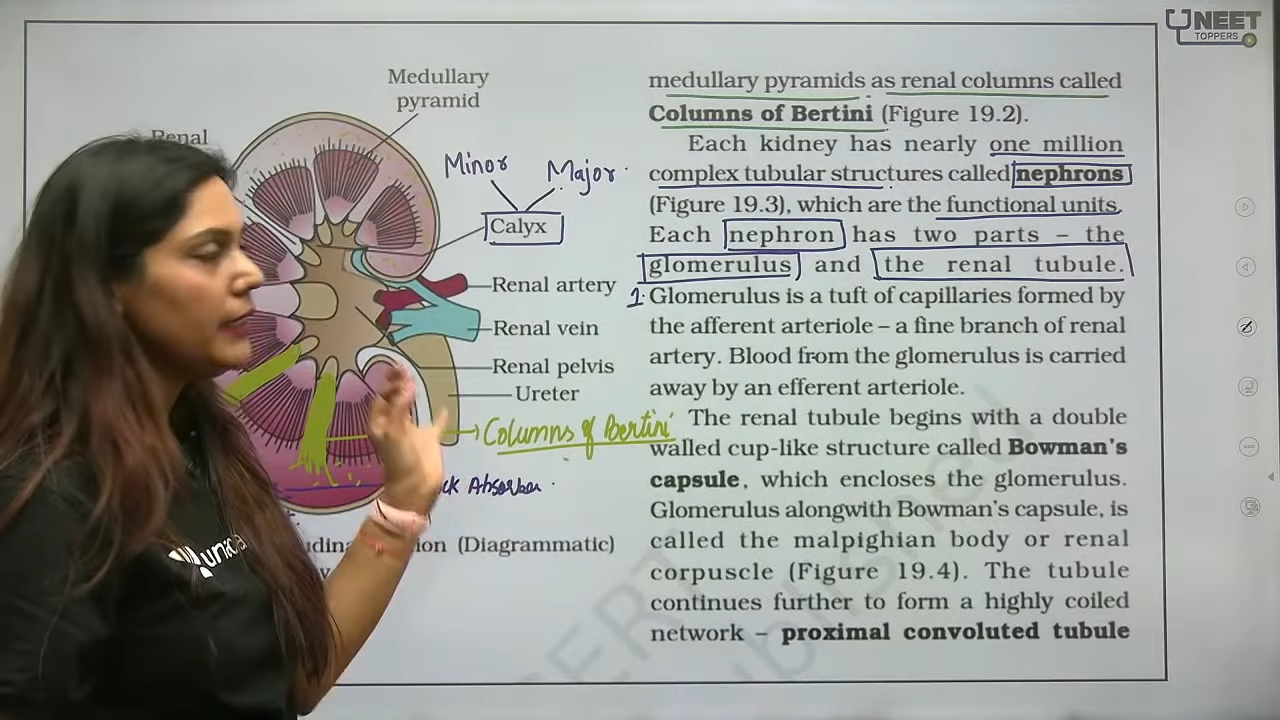 NEET
TOPPERS
Medullary
pyramid
Renal
Minor Major
Calyx
Renal artery
Renal vein
Renal pelvis
Ureter
Columns of Bertini
ck Absorber
ion (Diagrammatic)
medullary pyramids as renal columns called
Columns of Bertini (Figure 19.2).
Each kidney has nearly one million
complex tubular structures called nephrons
(Figure 19.3), which are the functional units.
Each nephron has two parts – the
glomerulus and the renal tubule.
1. Glomerulus is a tuft of capillaries formed by
the afferent arteriole – a fine branch of renal
artery. Blood from the glomerulus is carried
away by an efferent arteriole.
The renal tubule begins with a double
walled cup-like structure called Bowman's
capsule, which encloses the glomerulus.
Glomerulus alongwith Bowman's capsule, is
called the malpighian body or renal
corpuscle (Figure 19.4). The tubule
continues further to form a highly coiled
network – proximal convoluted tubule